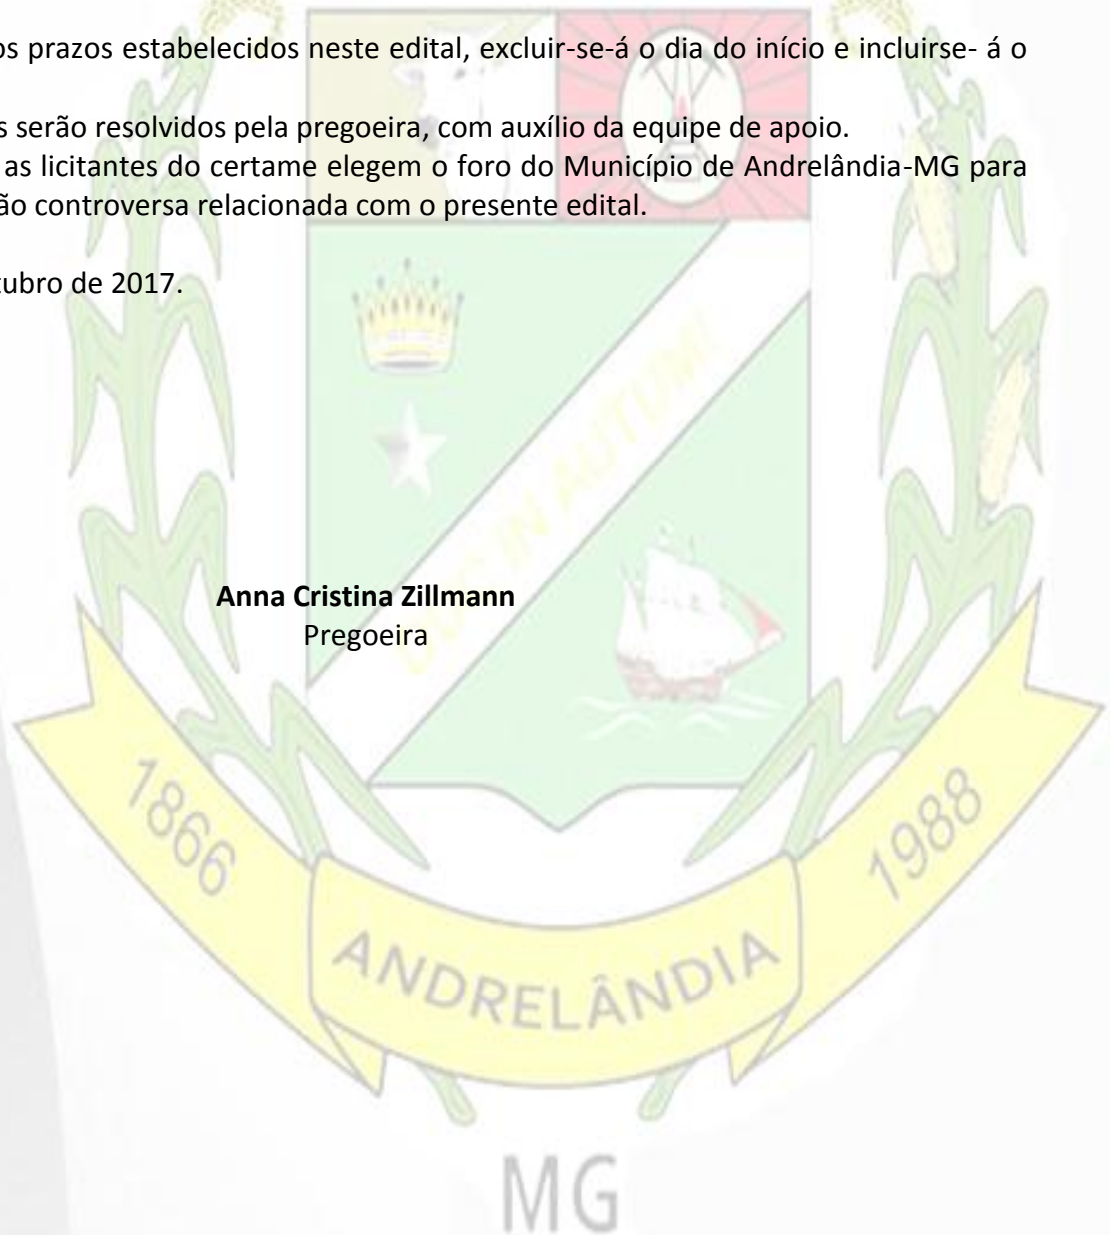 os prazos estabelecidos neste edital, excluir-se-á o dia do início e incluirse- á o
s serão resolvidos pela pregoeira, com auxílio da equipe de apoio.
as licitantes do certame elegem o foro do Município de Andrelândia-MG para
ão controversa relacionada com o presente edital.
tubro de 2017.
IN AUTUM
Anna Cristina Zillmann
Pregoeira
1866
ANDRELÂNDIA
1988
MG